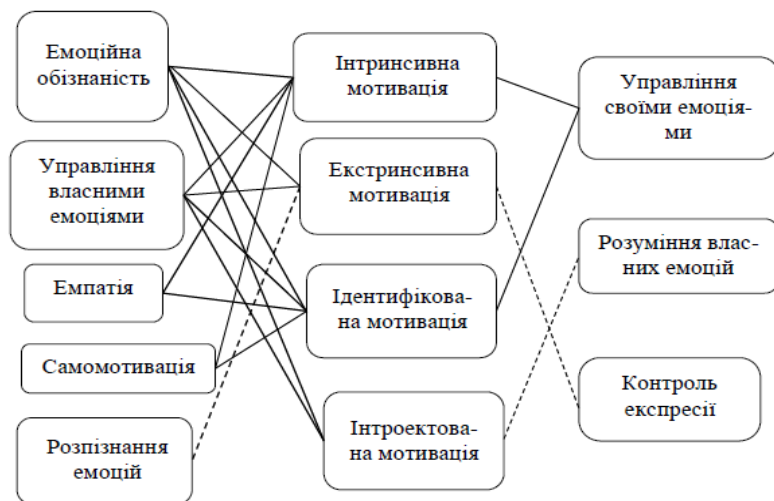 Емоційна
обізнаність
Управління
власними
емоціями
Емпатія
Самомотивація
Розпізнання
емоцій
Інтринсивна
мотивація
Екстринсивна
мотивація
Ідентифікова-
на мотивація
Інтроектова-
на мотивація
Управління
своїми емоція-
ми
Розуміння влас-
них емоцій
Контроль
експресії